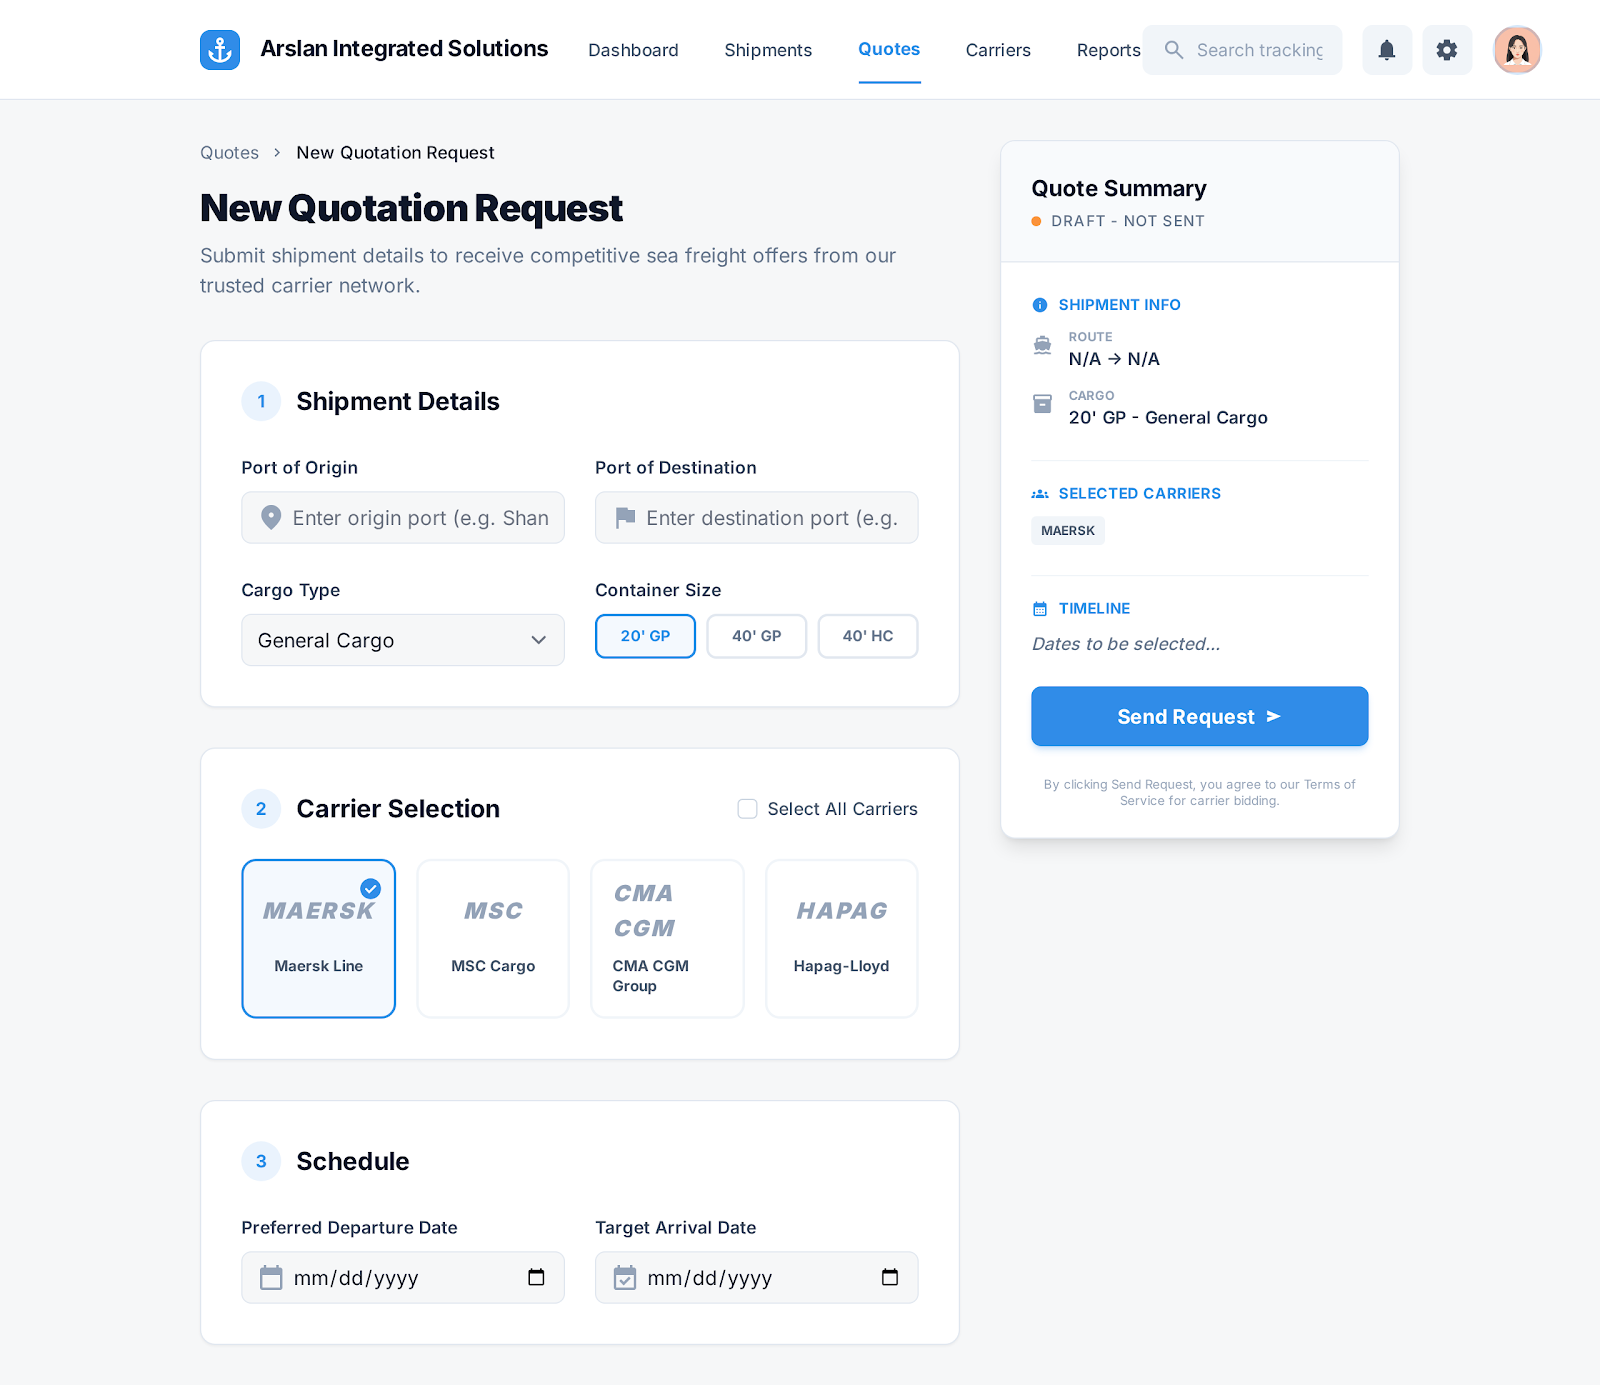 Arslan Integrated Solutions
Dashboard
Shipments
Quotes
Carriers
Reports
Search tracking
Quotes > New Quotation Request
New Quotation Request
Submit shipment details to receive competitive sea freight offers from our
trusted carrier network.
1
Shipment Details
Port of Origin
Enter origin port (e.g. Shan
Port of Destination
Enter destination port (e.g.
Cargo Type
General Cargo
Container Size
20' GP
40' GP
40' HC
2
Carrier Selection
Select All Carriers
MAERSK
Maersk Line
MSC
MSC Cargo
CMA
CGM
CMA CGM
Group
HAPAG
Hapag-Lloyd
3
Schedule
Preferred Departure Date
mm/dd/yyyy
Target Arrival Date
mm/dd/yyyy
Quote Summary
DRAFT - NOT SENT
SHIPMENT INFO
ROUTE
N/A → N/A
CARGO
20' GP - General Cargo
SELECTED CARRIERS
MAERSK
TIMELINE
Dates to be selected...
Send Request
By clicking Send Request, you agree to our Terms of
Service for carrier bidding.